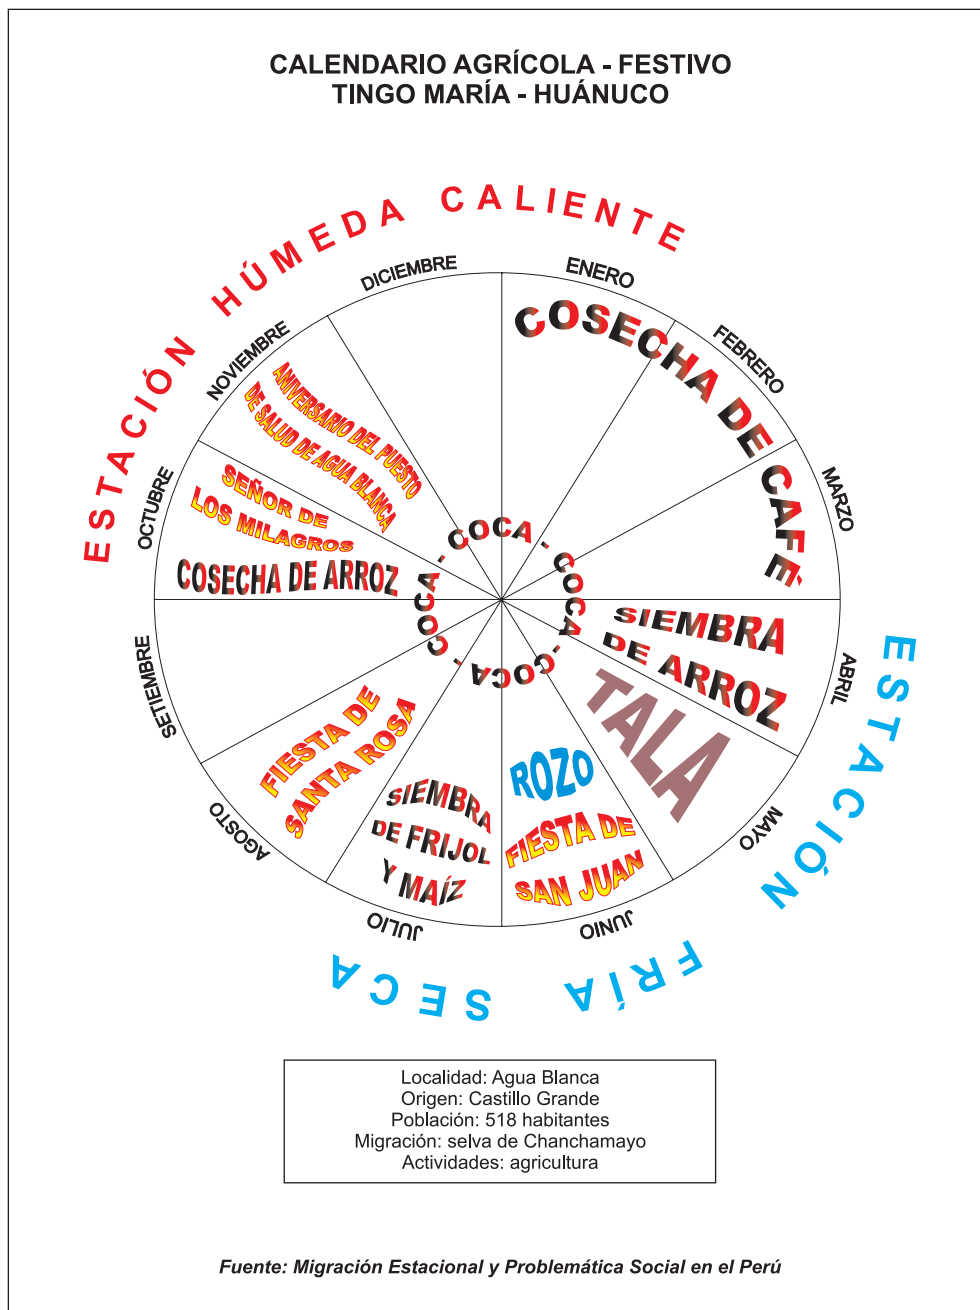 CALENDARIO AGRÍCOLA - FESTIVO
TINGO MARÍA - HUÁNUCO
ESTACIÓN HÚMEDA CALIENTE
ENERO
FEBRERO
COSECHA DE CAFÉ
MARZO
ABRIL
SIEMBRA
DE ARROZ
MAYO
TALA
JUNIO
ROZO
FIESTA DE
SAN JUAN
JULIO
SIEMBRA
DE FRIJOL
Y MAÍZ
AGOSTO
FIESTA DE
SANTA ROSA
SETIEMBRE
OCTUBRE
SEÑOR DE
LOS MILAGROS
COSECHA DE ARROZ
NOVIEMBRE
ANIVERSARIO DEL PUESTO
DE SALUD DE AGUA BLANCA
DICIEMBRE
COCA - COCA - COCA - COCA - COCA -
ESTACIÓN FRÍA SECA
Localidad: Agua Blanca
Origen: Castillo Grande
Población: 518 habitantes
Migración: selva de Chanchamayo
Actividades: agricultura
Fuente: Migración Estacional y Problemática Social en el Perú